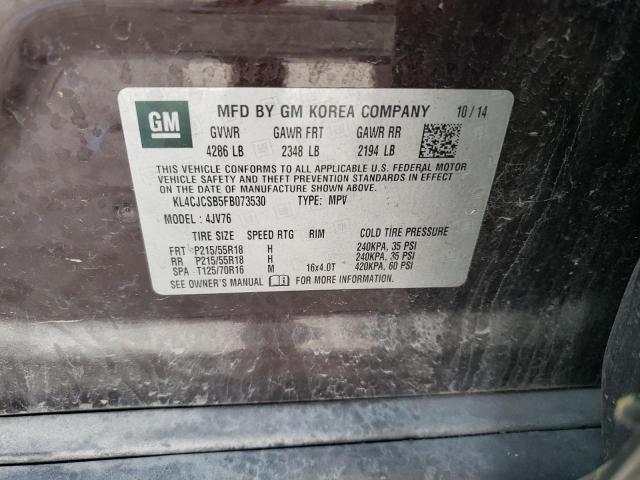 GM
MFD BY GM KOREA COMPANY 10/14
GVWR GAWR FRT GAWR RR
4286 LB 2348 LB 2194 LB
THIS VEHICLE CONFORMS TO ALL APPLICABLE U.S. FEDERAL MOTOR
VEHICLE SAFETY AND THEFT PREVENTION STANDARDS IN EFFECT
ON THE DATE OF MANUFACTURE SHOWN ABOVE.
KL4CJCSB5FB073530 TYPE: MPV
MODEL: 4JV76
TIRE SIZE SPEED RTG RIM COLD TIRE PRESSURE
FRT P215/55R18 H 240KPA, 35 PSI
RR P215/55R18 H 240KPA, 35 PSI
SPA T125/70R16 M 16x4.0T 420KPA, 60 PSI
SEE OWNER'S MANUAL FOR MORE INFORMATION.